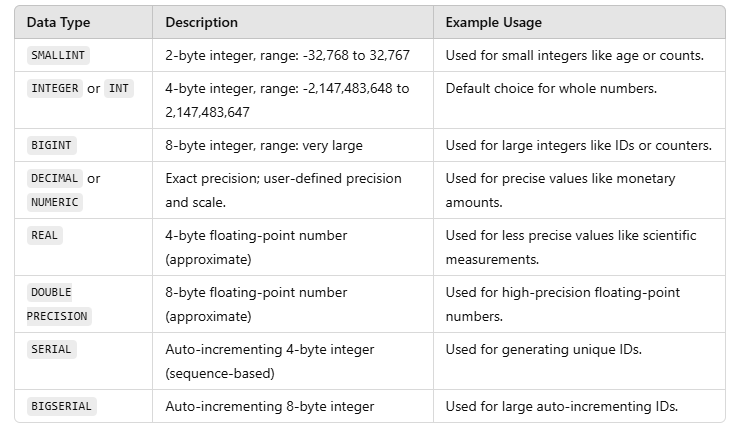 Data Type Description Example Usage
SMALLINT 2-byte integer, range: -32,768 to 32,767 Used for small integers like age or counts.
INTEGER or INT 4-byte integer, range: -2,147,483,648 to Default choice for whole numbers.
2,147,483,647
BIGINT 8-byte integer, range: very large Used for large integers like IDs or counters.
DECIMAL or Exact precision; user-defined precision Used for precise values like monetary
NUMERIC and scale. amounts.
REAL 4-byte floating-point number Used for less precise values like scientific
(approximate) measurements.
DOUBLE 8-byte floating-point number Used for high-precision floating-point
PRECISION (approximate) numbers.
SERIAL Auto-incrementing 4-byte integer Used for generating unique IDs.
(sequence-based)
BIGSERIAL Auto-incrementing 8-byte integer Used for large auto-incrementing IDs.